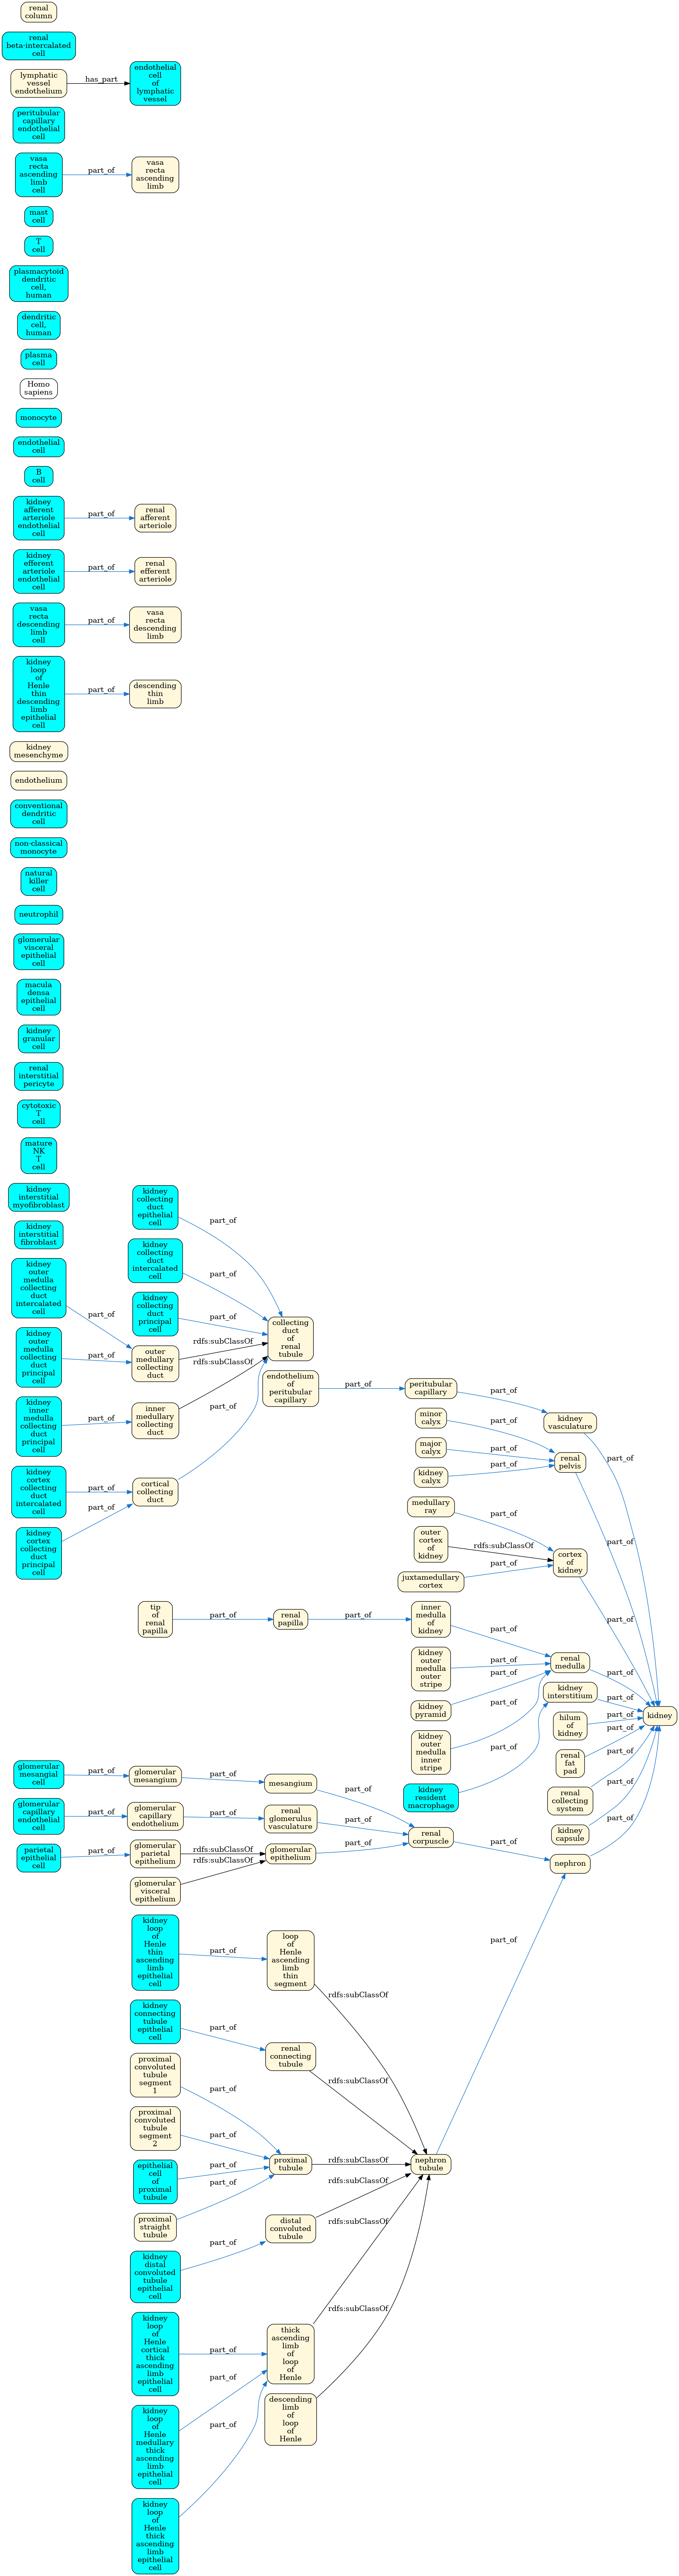 renal
column
renal
beta-intercalated
cell
lymphatic
vessel
endothelium
has_part
endothelial
cell
of
lymphatic
vessel
peritubular
capillary
endothelial
cell
vasa
recta
ascending
limb
cell
part_of
vasa
recta
ascending
limb
mast
cell
T
cell
plasmacytoid
dendritic
cell,
human
dendritic
cell,
human
plasma
cell
Homo
sapiens
monocyte
endothelial
cell
B
cell
kidney
afferent
arteriole
endothelial
cell
part_of
renal
afferent
arteriole
kidney
efferent
arteriole
endothelial
cell
part_of
renal
efferent
arteriole
vasa
recta
descending
limb
cell
part_of
vasa
recta
descending
limb
kidney
loop
of
Henle
thin
descending
limb
epithelial
cell
part_of
descending
thin
limb
kidney
mesenchyme
endothelium
conventional
dendritic
cell
non-classical
monocyte
natural
killer
cell
neutrophil
glomerular
visceral
epithelial
cell
macula
densa
epithelial
cell
kidney
granular
cell
renal
interstitial
pericyte
cytotoxic
T
cell
mature
NK
T
cell
kidney
interstitial
myofibroblast
kidney
interstitial
fibroblast
kidney
outer
medulla
collecting
duct
intercalated
cell
part_of
kidney
outer
medulla
collecting
duct
principal
cell
part_of
kidney
inner
medulla
collecting
duct
principal
cell
part_of
kidney
cortex
collecting
duct
intercalated
cell
part_of
kidney
cortex
collecting
duct
principal
cell
part_of
kidney
collecting
duct
epithelial
cell
part_of
kidney
collecting
duct
intercalated
cell
part_of
kidney
collecting
duct
principal
cell
part_of
outer
medullary
collecting
duct
rdfs:subClassOf
inner
medullary
collecting
duct
rdfs:subClassOf
cortical
collecting
duct
part_of
collecting
duct
of
renal
tubule
endothelium
of
peritubular
capillary
part_of
peritubular
capillary
part_of
kidney
vasculature
part_of
minor
calyx
part_of
major
calyx
part_of
kidney
calyx
part_of
renal
pelvis
part_of
medullary
ray
part_of
outer
cortex
of
kidney
rdfs:subClassOf
juxtamedullary
cortex
part_of
cortex
of
kidney
part_of
tip
of
renal
papilla
part_of
renal
papilla
part_of
inner
medulla
of
kidney
part_of
kidney
outer
medulla
outer
stripe
part_of
kidney
pyramid
part_of
kidney
outer
medulla
inner
stripe
part_of
renal
medulla
part_of
kidney
resident
macrophage
part_of
kidney
interstitium
part_of
hilum
of
kidney
part_of
renal
fat
pad
part_of
renal
collecting
system
part_of
kidney
capsule
part_of
kidney
glomerular
mesangial
cell
part_of
glomerular
mesangium
part_of
mesangium
part_of
glomerular
capillary
endothelial
cell
part_of
glomerular
capillary
endothelium
part_of
renal
glomerulus
vasculature
part_of
parietal
epithelial
cell
part_of
glomerular
parietal
epithelium
rdfs:subClassOf
glomerular
visceral
epithelium
rdfs:subClassOf
glomerular
epithelium
part_of
renal
corpuscle
part_of
nephron
part_of
kidney
loop
of
Henle
thin
ascending
limb
epithelial
cell
part_of
loop
of
Henle
ascending
limb
thin
segment
rdfs:subClassOf
kidney
connecting
tubule
epithelial
cell
part_of
renal
connecting
tubule
rdfs:subClassOf
proximal
convoluted
tubule
segment
1
part_of
proximal
convoluted
tubule
segment
2
part_of
epithelial
cell
of
proximal
tubule
part_of
proximal
straight
tubule
part_of
proximal
tubule
rdfs:subClassOf
nephron
tubule
part_of
kidney
distal
convoluted
tubule
epithelial
cell
part_of
distal
convoluted
tubule
rdfs:subClassOf
kidney
loop
of
Henle
cortical
thick
ascending
limb
epithelial
cell
part_of
kidney
loop
of
Henle
medullary
thick
ascending
limb
epithelial
cell
part_of
kidney
loop
of
Henle
thick
ascending
limb
epithelial
cell
part_of
thick
ascending
limb
of
loop
of
Henle
rdfs:subClassOf
descending
limb
of
loop
of
Henle
rdfs:subClassOf